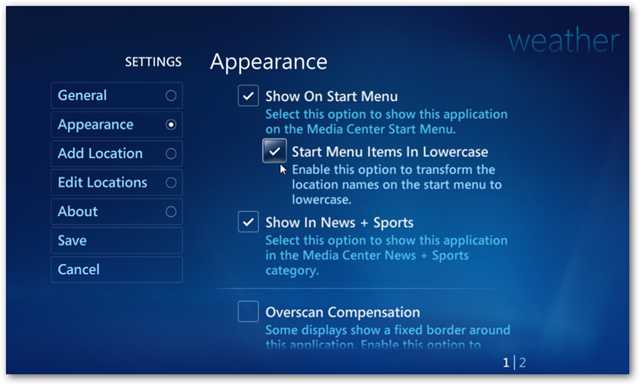 weather
SETTINGS
Appearance
General
Appearance
Add Location
Edit Locations
About
Save
Cancel
Show On Start Menu
Select this option to show this application
on the Media Center Start Menu.
Start Menu Items In Lowercase
Enable this option to transform the
location names on the start menu to
lowercase.
Show In News + Sports
Select this option to show this application
in the Media Center News + Sports
category.
Overscan Compensation
Some displays show a fixed border around
this application. Enable this option to
1 | 2